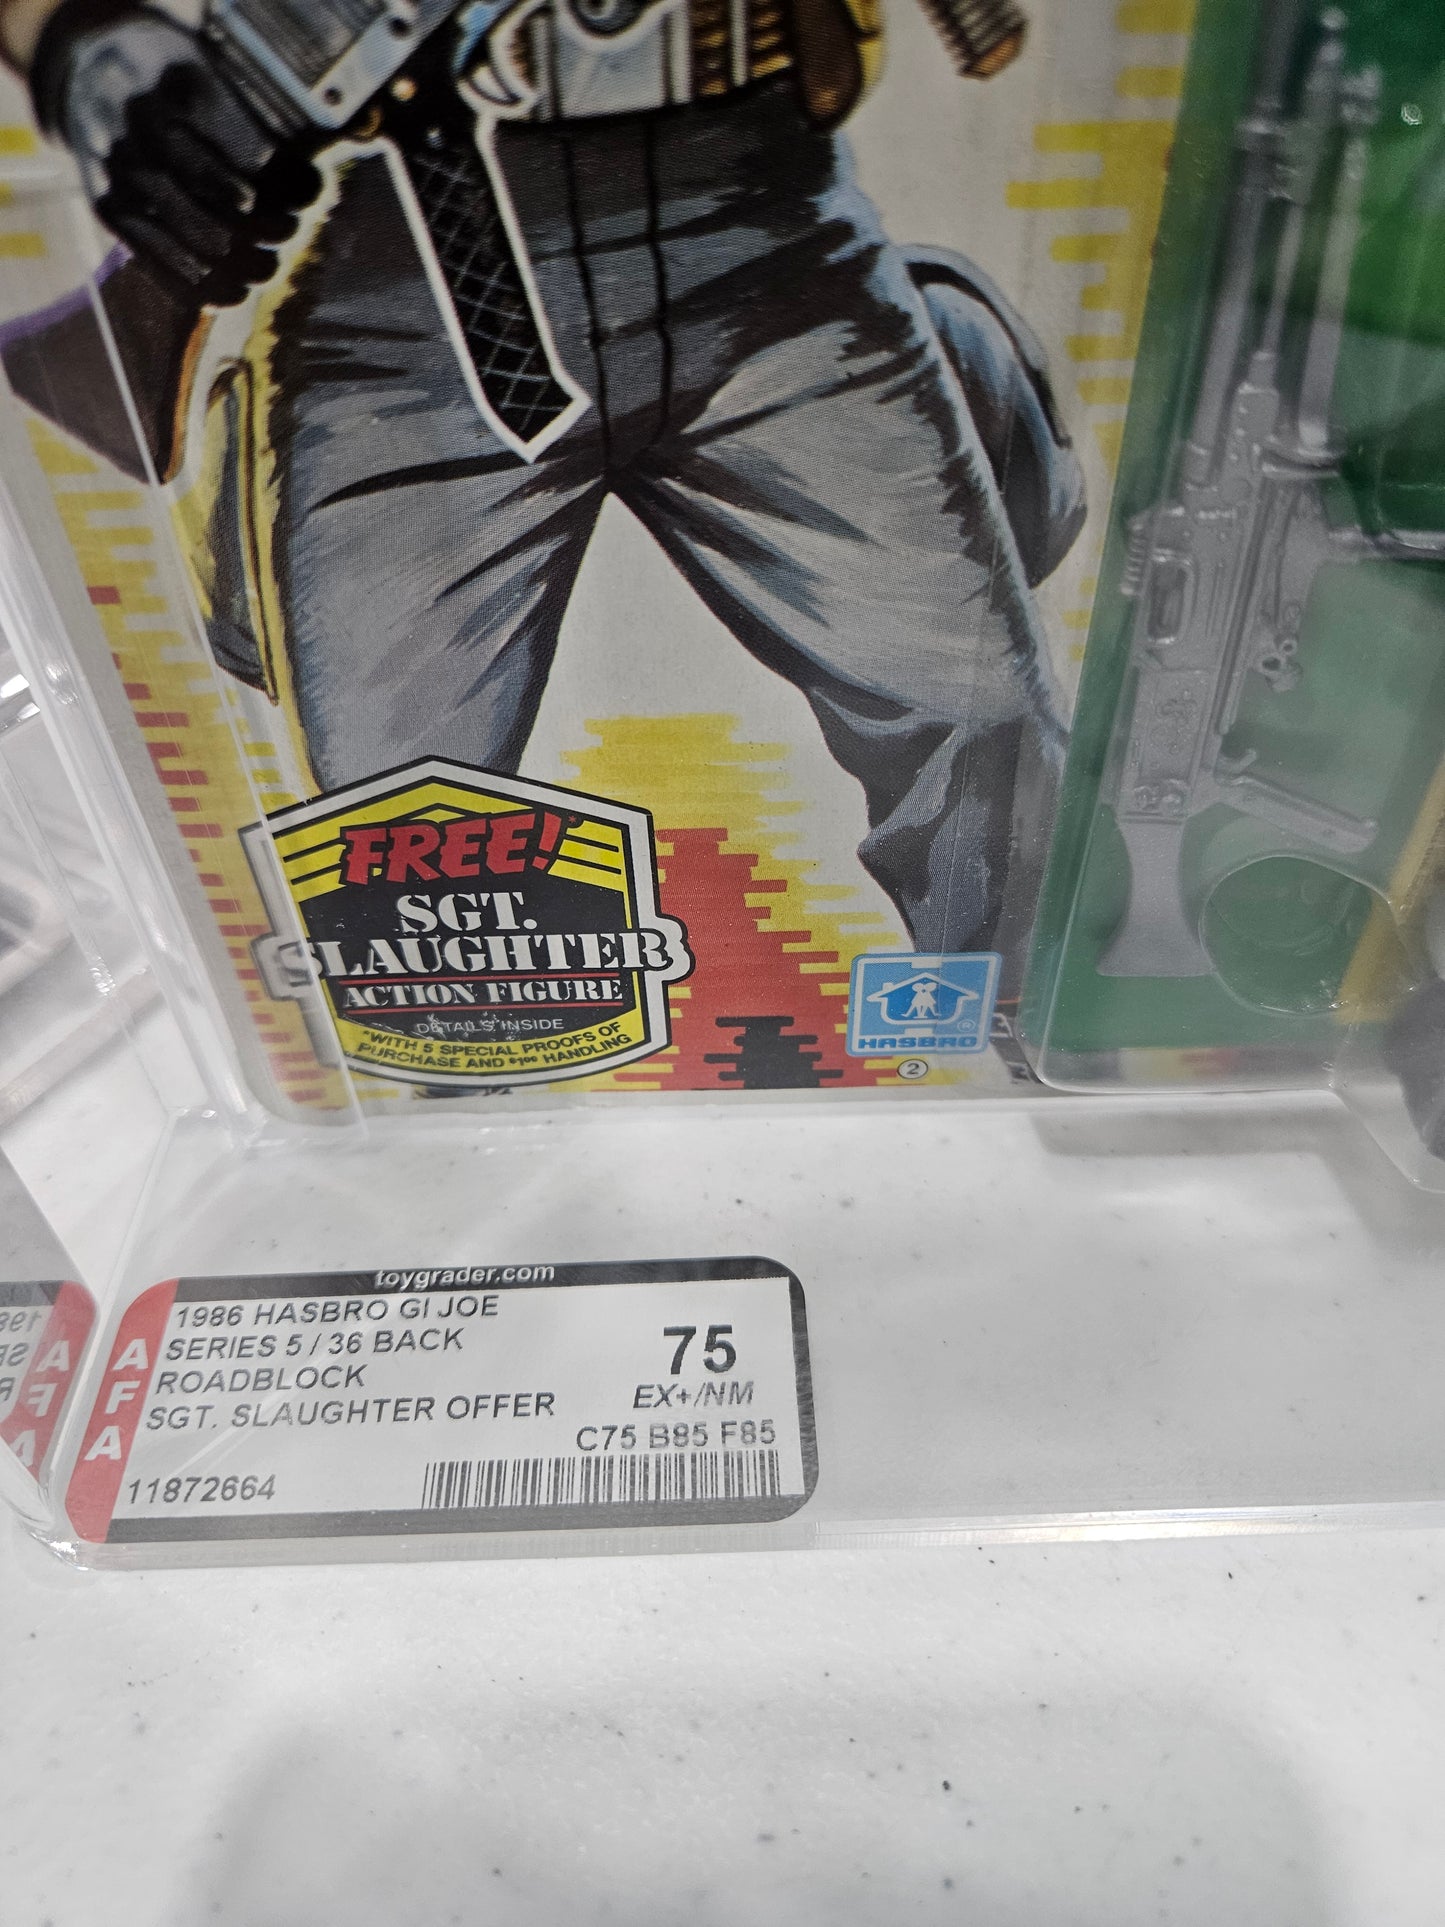 FREE!*
SGT.
SLAUGHTER
ACTION FIGURE
DETAILS INSIDE
*WITH 5 SPECIAL PROOFS OF
PURCHASE AND $1.00 HANDLING
HASBRO
®
2
toygrader.com
AFA
1986 HASBRO GI JOE
SERIES 5 / 36 BACK
ROADBLOCK
SGT. SLAUGHTER OFFER
75
EX+/NM
C75 B85 F85
11872664